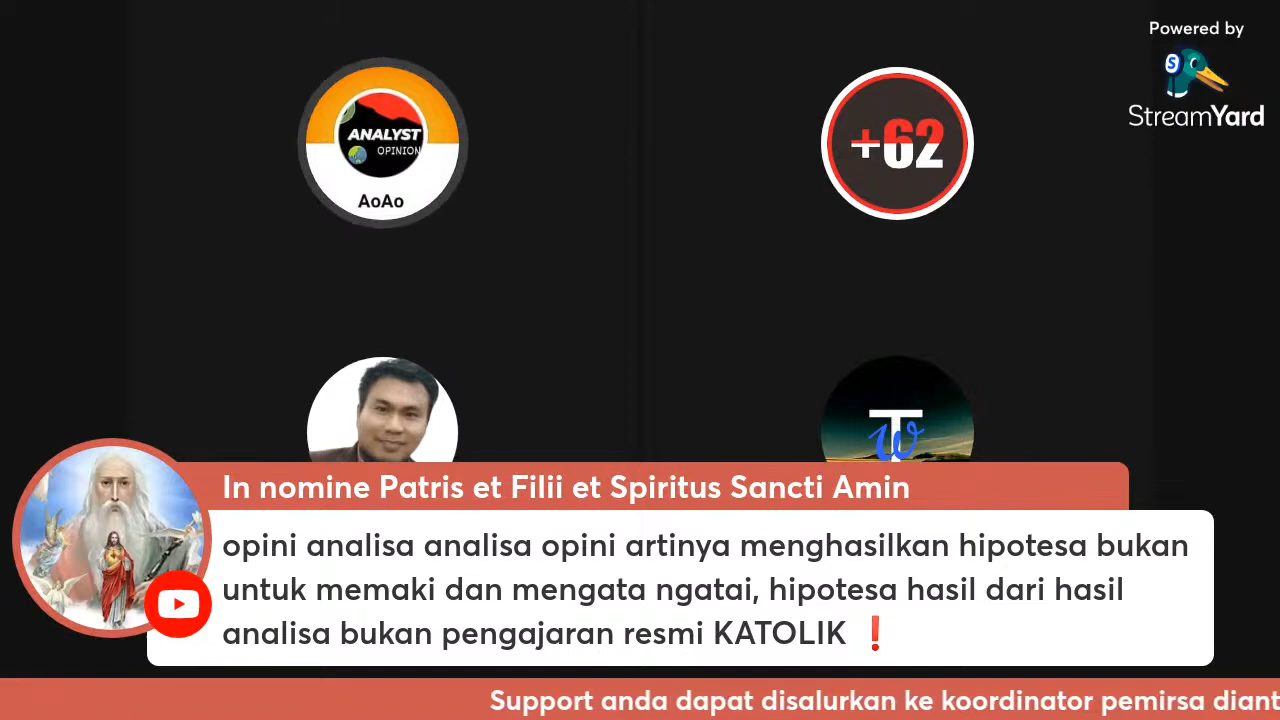 Powered by
StreamYard
ANALYST
OPINION
AoAo
+62
In nomine Patris et Filii et Spiritus Sancti Amin
opini analisa analisa opini artinya menghasilkan hipotesa bukan
untuk memaki dan mengata ngatai, hipotesa hasil dari hasil
analisa bukan pengajaran resmi KATOLIK ❗
Support anda dapat disalurkan ke koordinator pemirsa diant